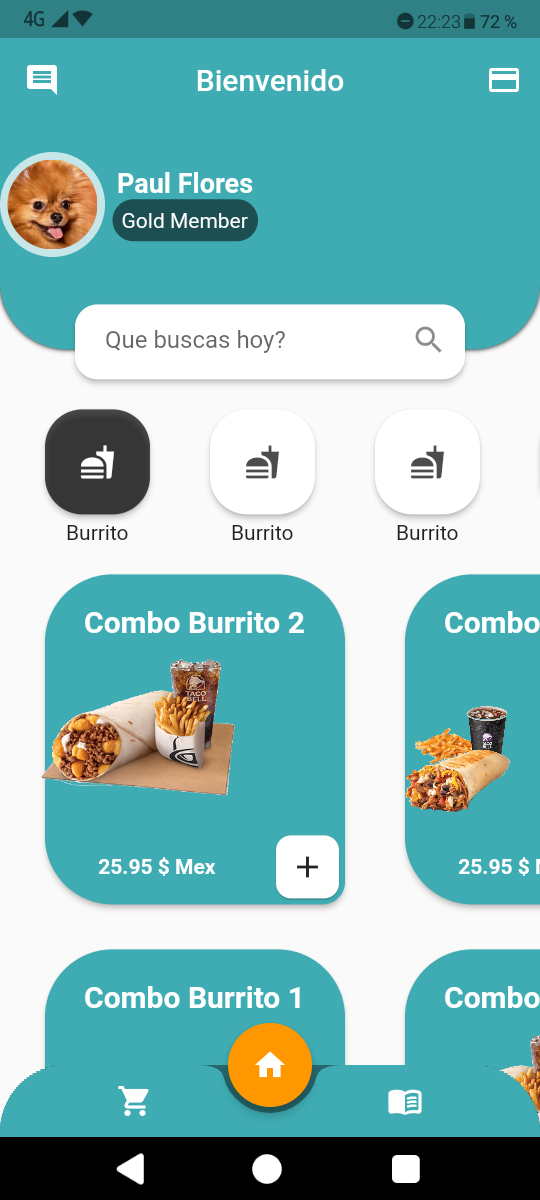 4G 22:23 72 %
Bienvenido
Paul Flores
Gold Member
Que buscas hoy?
Burrito Burrito Burrito
Combo Burrito 2 Combo
TACO
BELL
25.95 $ Mex 25.95 $
Combo Burrito 1 Combo